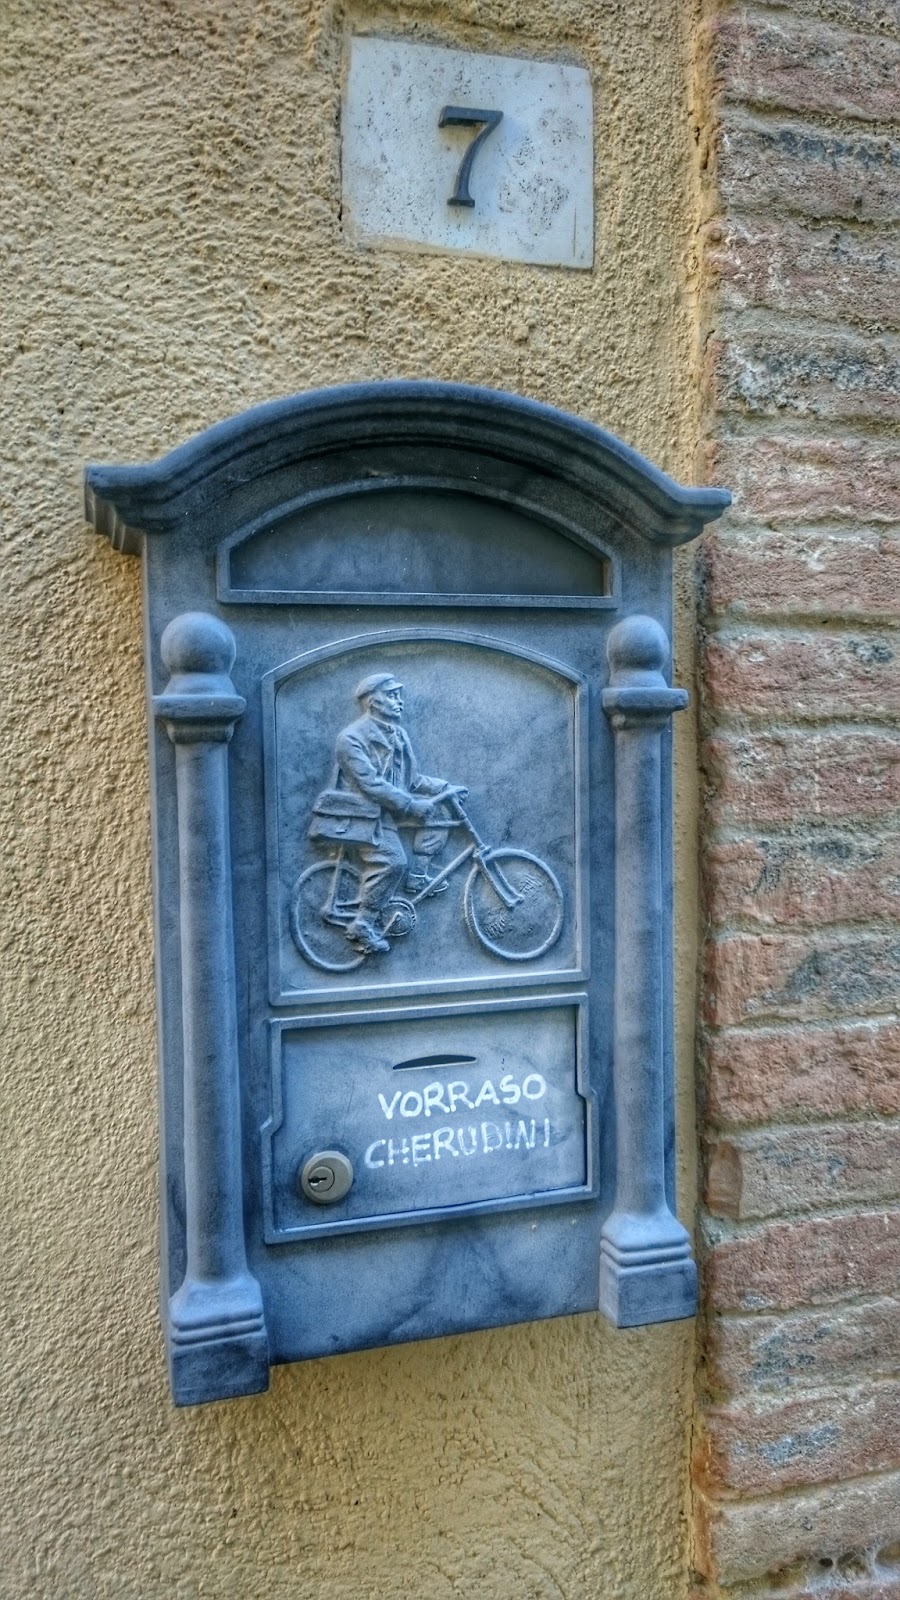 7
VORRASO
CHERUDINI